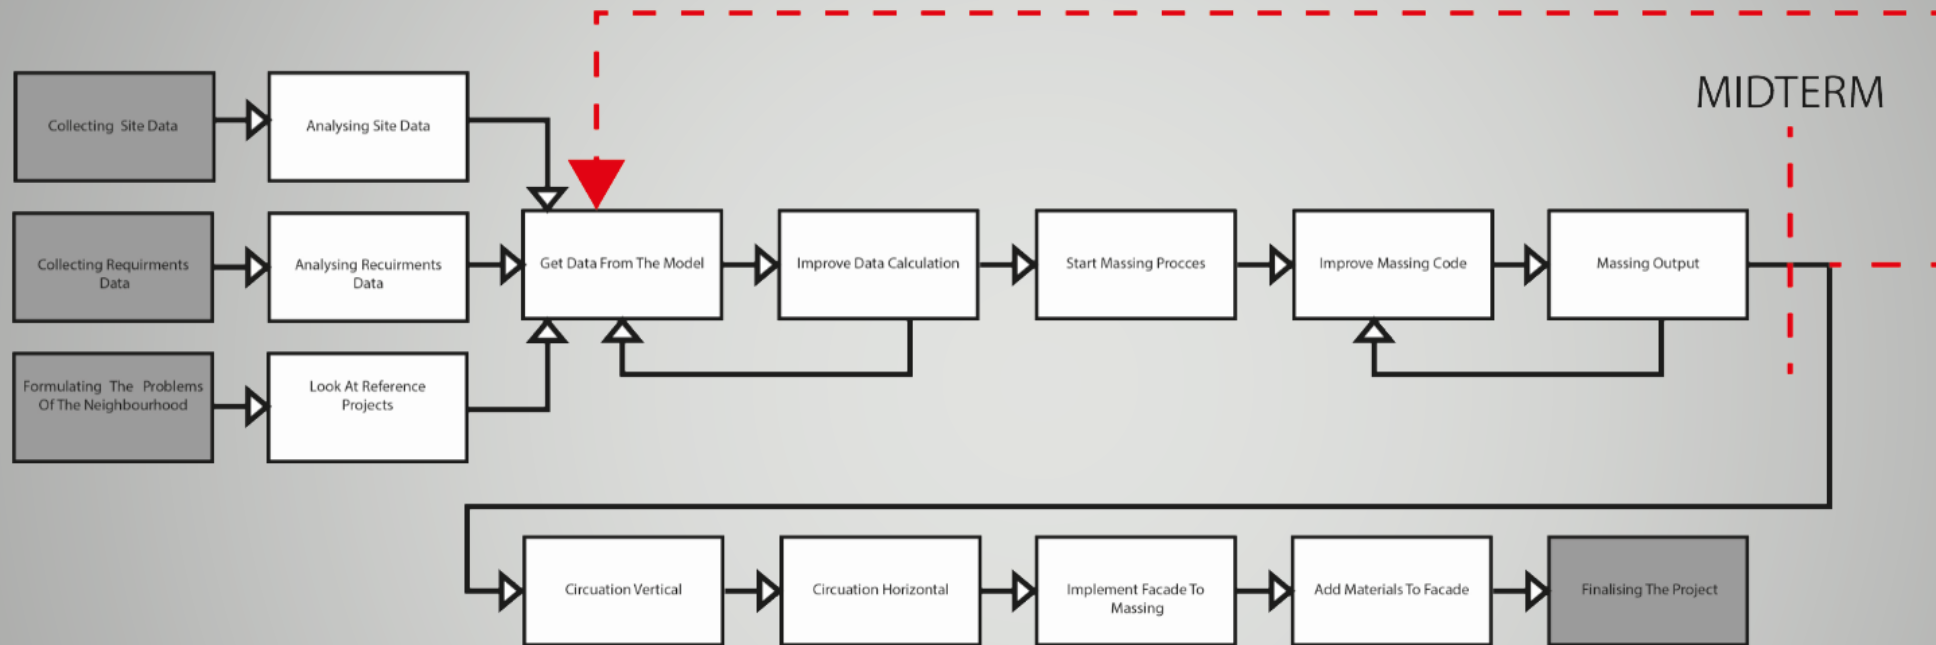 MIDTERM
Collecting Site Data
Analysing Site Data
Collecting Requirments
Data
Analysing Recuirments
Data
Get Data From The Model
Improve Data Calculation
Start Massing Procces
Improve Massing Code
Massing Output
Formulating The Problems
Of The Neighbourhood
Look At Reference
Projects
Circuation Vertical
Circuation Horizontal
Implement Facade To
Massing
Add Materials To Facade
Finalising The Project